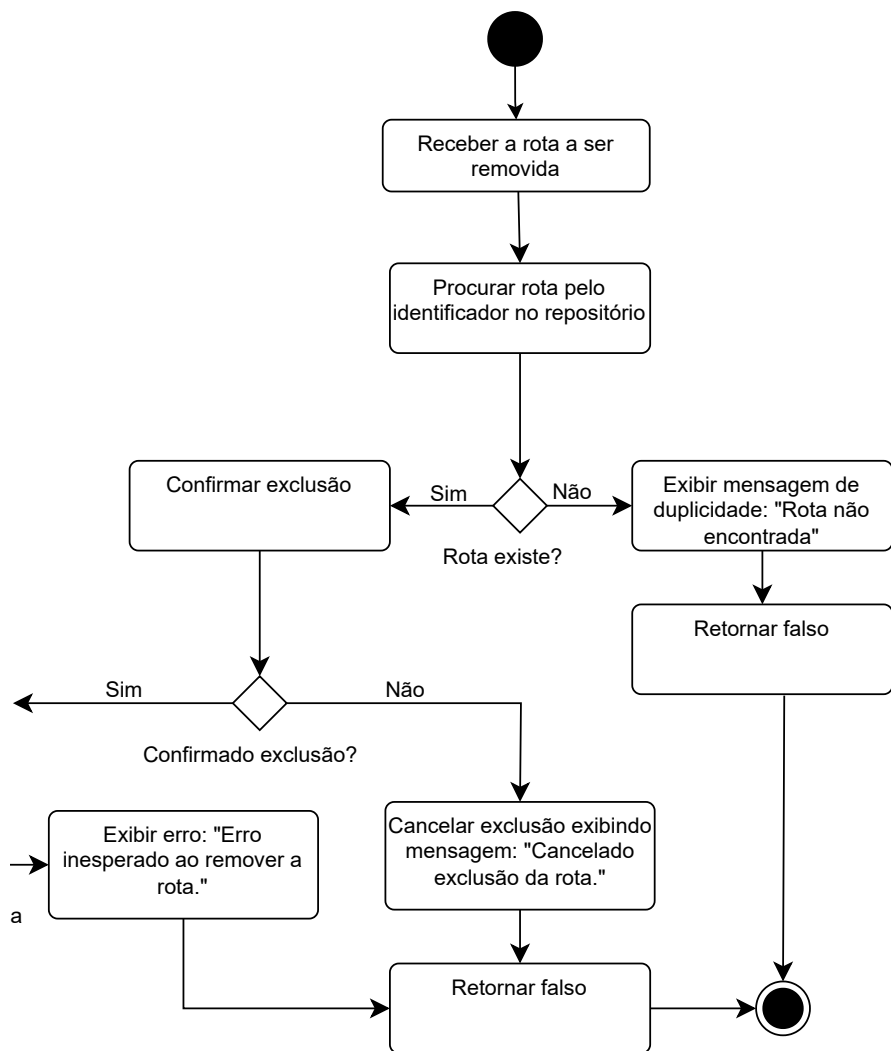 Receber a rota a ser
removida
Procurar rota pelo
identificador no repositório
Confirmar exclusão
Sim
Não
Exibir mensagem de
duplicidade: "Rota não
encontrada"
Rota existe?
Retornar falso
Sim
Não
Confirmado exclusão?
Exibir erro: "Erro
inesperado ao remover a
rota."
Cancelar exclusão exibindo
mensagem: "Cancelado
exclusão da rota."
a
Retornar falso